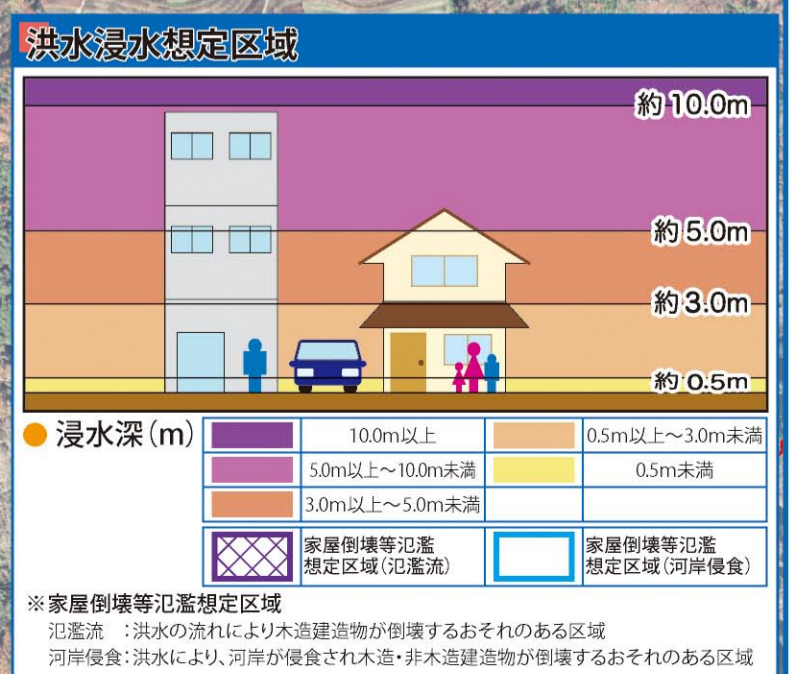 洪水浸水想定区域
約10.0m
約5.0m
約3.0m
約0.5m
●浸水深(m)
10.0m以上
0.5m以上～3.0m未満
5.0m以上～10.0m未満
0.5m未満
3.0m以上～5.0m未満
家屋倒壊等氾濫
想定区域(氾濫流)
家屋倒壊等氾濫
想定区域(河岸侵食)
※家屋倒壊等氾濫想定区域
氾濫流　:洪水の流れにより木造建造物が倒壊するおそれのある区域
河岸侵食:洪水により、河岸が侵食され木造・非木造建造物が倒壊するおそれのある区域